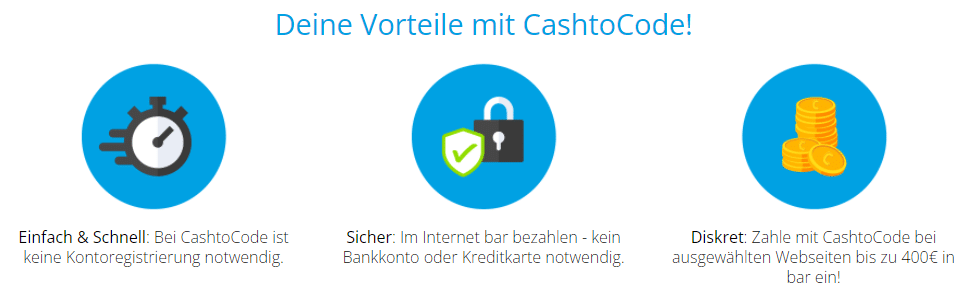 Deine Vorteile mit CashtoCode!
Einfach & Schnell: Bei CashtoCode ist
keine Kontoregistrierung notwendig.
Sicher: Im Internet bar bezahlen - kein
Bankkonto oder Kreditkarte notwendig.
Diskret: Zahle mit CashtoCode bei
ausgewählten Webseiten bis zu 400€ in
bar ein!